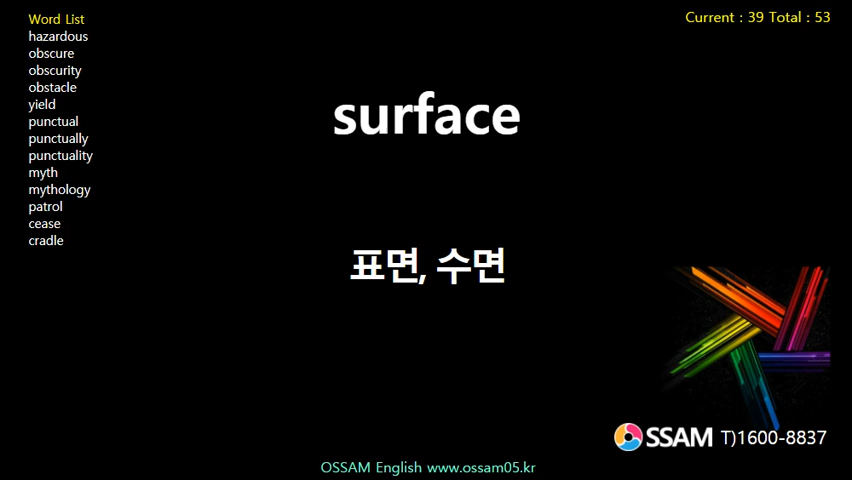 Word List
hazardous
obscure
obscurity
obstacle
yield
punctual
punctually
punctuality
myth
mythology
patrol
cease
cradle
Current : 39 Total : 53
surface
표면, 수면
SSAM T)1600-8837
OSSAM English www.ossam05.kr